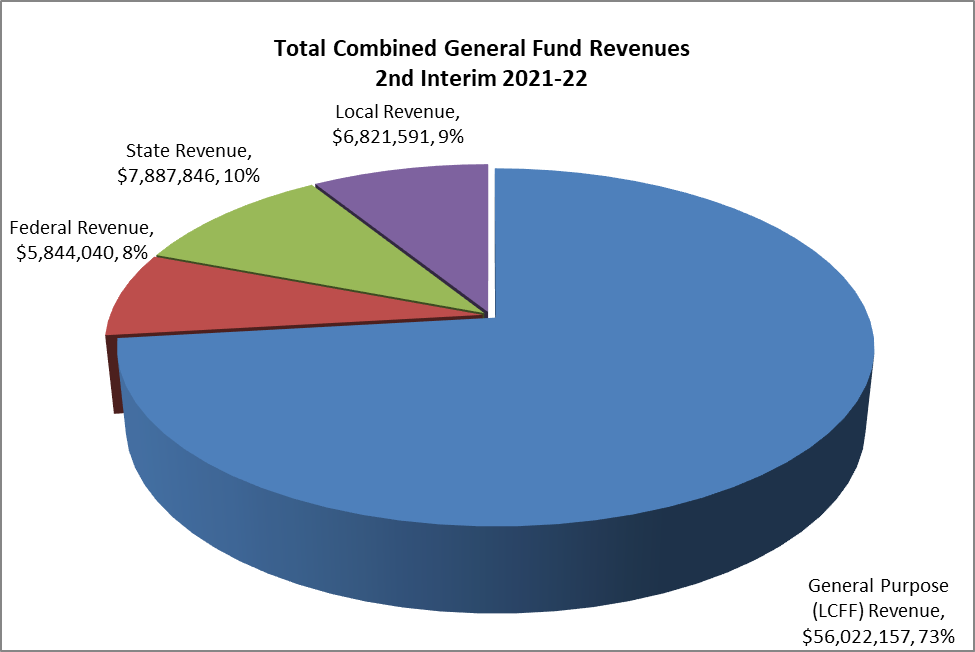 Total Combined General Fund Revenues
2nd Interim 2021-22
Local Revenue,
$6,821,591, 9%
State Revenue,
$7,887,846, 10%
Federal Revenue,
$5,844,040, 8%
General Purpose
(LCFF) Revenue,
$56,022,157, 73%